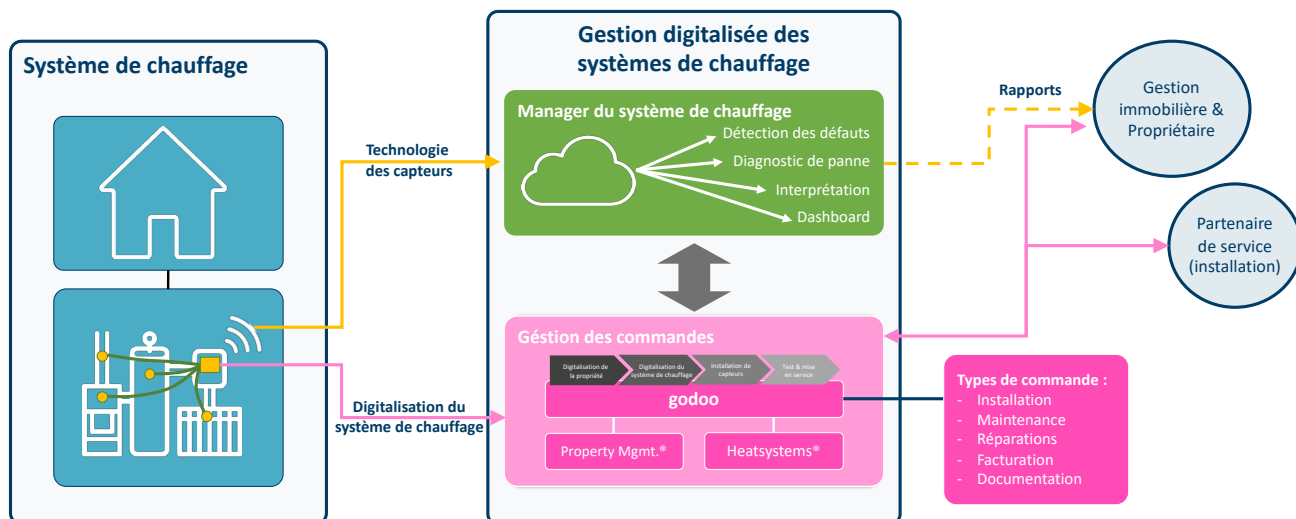 Système de chauffage
Technologie
des capteurs
Digitalisation du
système de chauffage
Gestion digitalisée des
systèmes de chauffage
Manager du système de chauffage
Détection des défauts
Diagnostic de panne
Interprétation
Dashboard
Géstion des commandes
Digitalisation de
la propriété
Digitalisation du
système de chauffage
Installation de
capteurs
Test & mise
en service
godoo
Property Mgmt.®
Heatsystems®
Rapports
Gestion
immobilière &
Propriétaire
Partenaire
de service
(installation)
Types de commande :
- Installation
- Maintenance
- Réparations
- Facturation
- Documentation